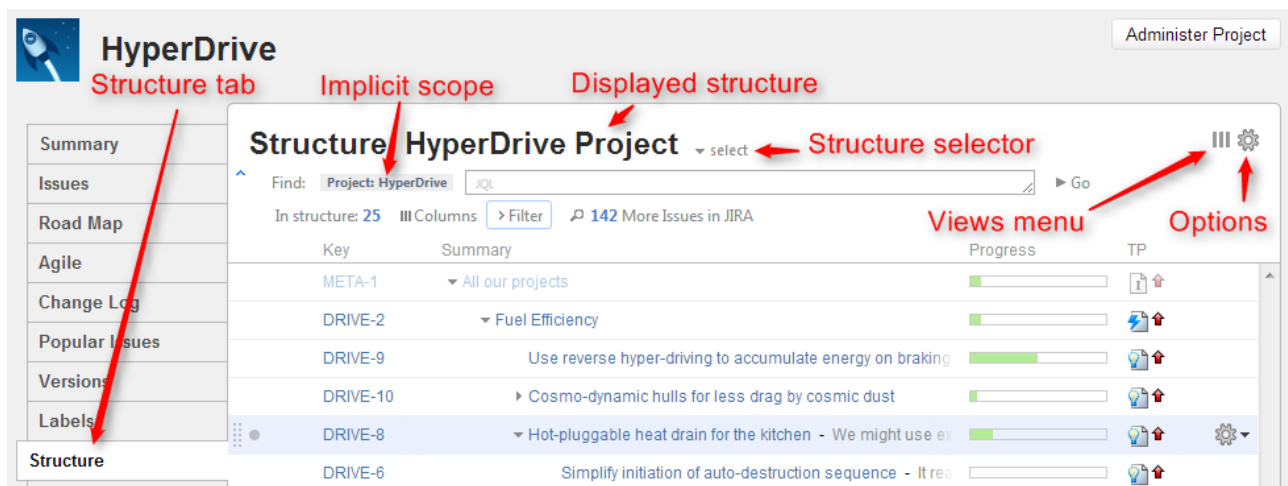 HyperDrive
Administer Project
Structure tab
Implicit scope
Displayed structure
Structure HyperDrive Project select
Structure selector
Find: Project: HyperDrive JQL Go
In structure: 25 Columns Filter 142 More Issues in JIRA
Views menu
Options
Key Summary Progress TP
META-1 All our projects
DRIVE-2 Fuel Efficiency
DRIVE-9 Use reverse hyper-driving to accumulate energy on braking
DRIVE-10 Cosmo-dynamic hulls for less drag by cosmic dust
DRIVE-8 Hot-pluggable heat drain for the kitchen - We might use
DRIVE-6 Simplify initiation of auto-destruction sequence - It
Summary
Issues
Road Map
Agile
Change Log
Popular Issues
Versions
Labels
Structure